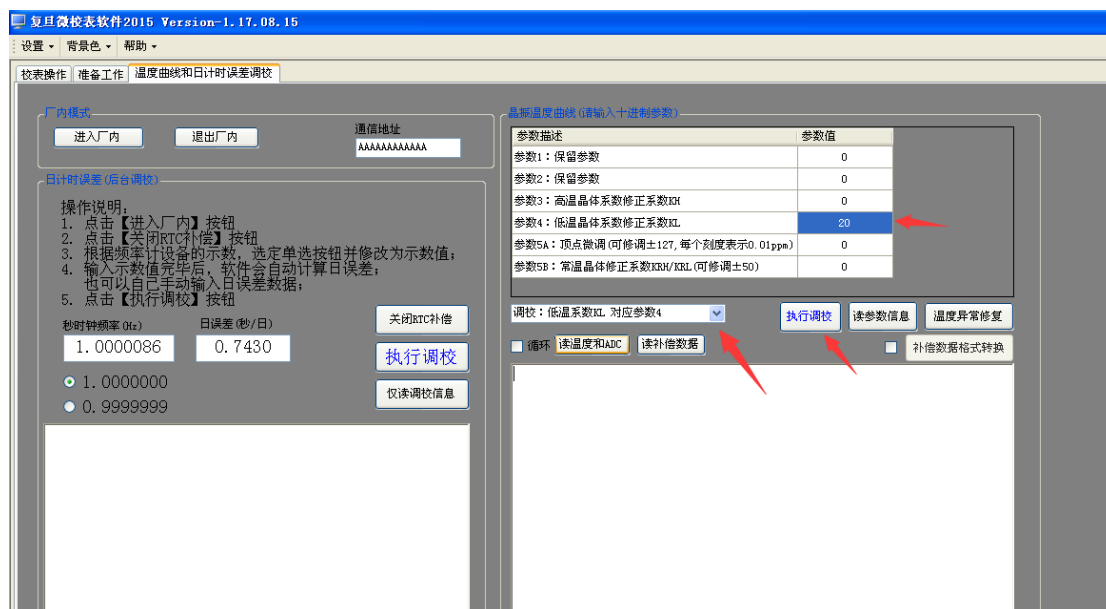 复旦微校表软件2015 Version-1.17.08.15
设置 背景色 帮助
校表操作 准备工作 温度曲线和日计时误差调校
厂内模式
进入厂内 退出厂内
通信地址
AAAAAAAAAAAA
日计时误差(后台调校)
操作说明:
1. 点击【进入厂内】按钮
2. 点击【关闭RTC补偿】按钮
3. 根据频率计设备的示数, 选定单选按钮并修改为示数值;
4. 输入示数值完毕后, 软件会自动计算日误差;
也可以自己手动输入日误差数据;
5. 点击【执行调校】按钮
秒时钟频率(Hz) 日误差(秒/日)
1.0000086 0.7430
1.0000000
0.9999999
关闭RTC补偿
执行调校
仅读调校信息
晶振温度曲线(请输入十进制参数)
参数描述 参数值
参数1:保留参数 0
参数2:保留参数 0
参数3:高温晶体系数修正系数KH 0
参数4:低温晶体系数修正系数KL 20
参数5A:顶点微调(可修调±127,每个刻度表示0.01ppm) 0
参数5B:常温晶体修正系数KRH/KRL(可修调±50) 0
调校:低温系数KL 对应参数4
执行调校 读参数信息 温度异常修复
循环 读温度和ADC 读补偿数据 补偿数据格式转换